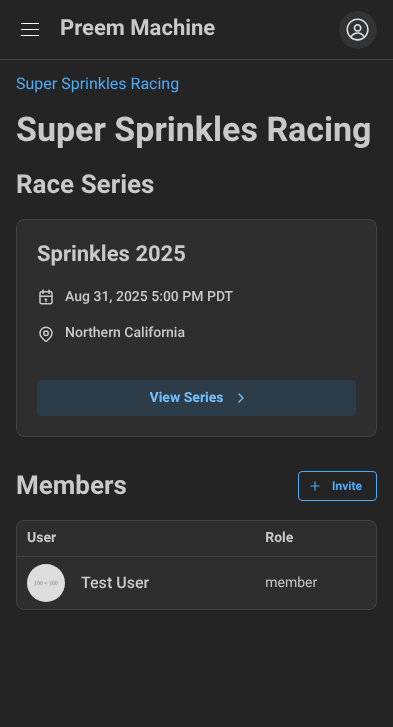 Preem Machine
Super Sprinkles Racing
Super Sprinkles Racing
Race Series
Sprinkles 2025
Aug 31, 2025 5:00 PM PDT
Northern California
View Series
Members
Invite
User Role
100 × 100 Test User member